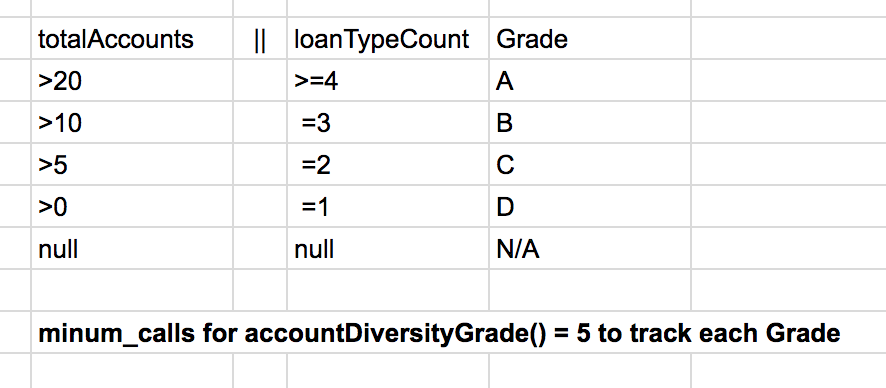 totalAccounts || loanTypeCount Grade
>20 >=4 A
>10 =3 B
>5 =2 C
>0 =1 D
null null N/A
minum_calls for accountDiversityGrade() = 5 to track each Grade